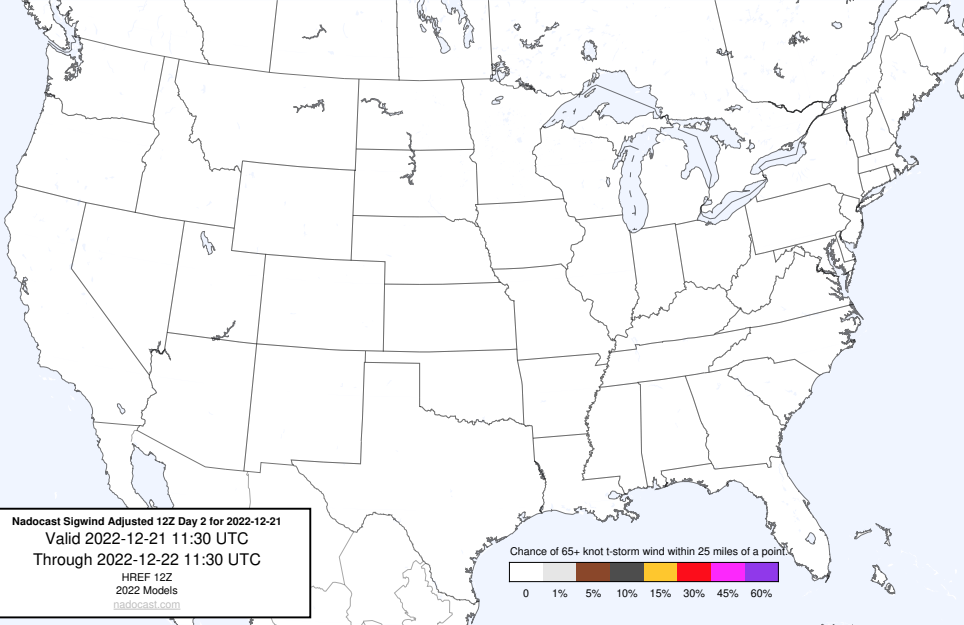 Nadocast Sigwind Adjusted 12Z Day 2 for 2022-12-21
Valid 2022-12-21 11:30 UTC
Through 2022-12-22 11:30 UTC
HREF 12Z
2022 Models
nadocast.com
Chance of 65+ knot t-storm wind within 25 miles of a point.
0 1% 5% 10% 15% 30% 45% 60%